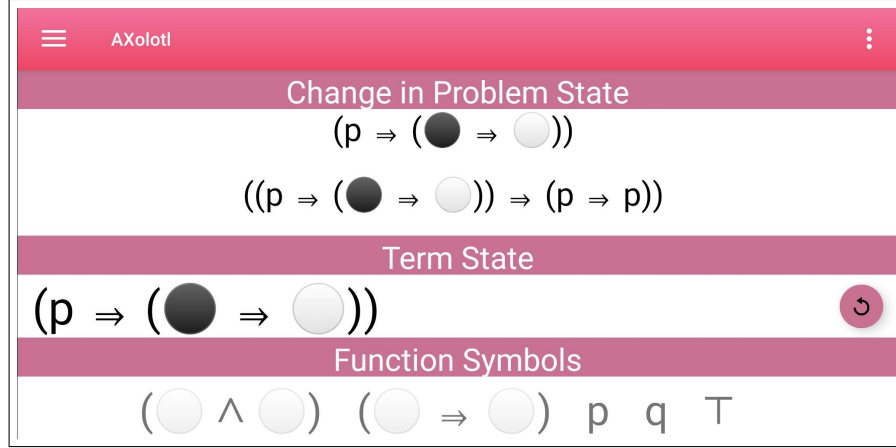 AXolotl
Change in Problem State
(p ⇒ (● ⇒ ○))
((p ⇒ (● ⇒ ○)) ⇒ (p ⇒ p))
Term State
(p ⇒ (● ⇒ ○))
Function Symbols
(○ ∧ ○) (○ ⇒ ○) p q ⊤